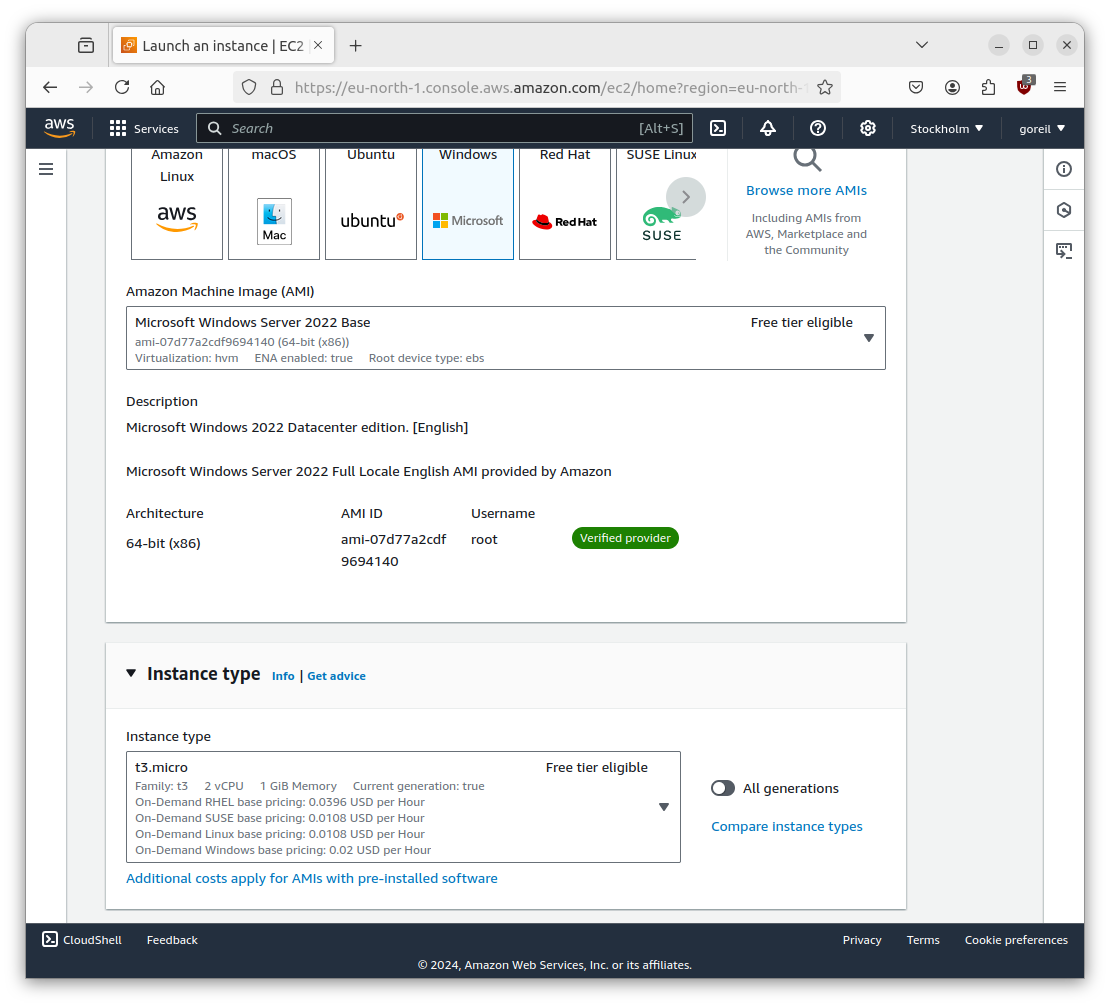 Launch an instance | EC2
https://eu-north-1.console.aws.amazon.com/ec2/home?region=eu-north-1
3
aws
Services
Search
[Alt+S]
Stockholm
goreil
Amazon Linux
macOS
Ubuntu
Windows
Red Hat
SUSE Linux
aws
Mac
ubuntu
Microsoft
Red Hat
SUSE
Browse more AMIs
Including AMIs from
AWS, Marketplace and
the Community
Amazon Machine Image (AMI)
Microsoft Windows Server 2022 Base
Free tier eligible
ami-07d77a2cdf9694140 (64-bit (x86))
Virtualization: hvm ENA enabled: true Root device type: ebs
Description
Microsoft Windows 2022 Datacenter edition. [English]
Microsoft Windows Server 2022 Full Locale English AMI provided by Amazon
Architecture
AMI ID
Username
64-bit (x86)
ami-07d77a2cdf
9694140
root
Verified provider
Instance type
Info | Get advice
Instance type
t3.micro
Free tier eligible
Family: t3 2 vCPU 1 GiB Memory Current generation: true
On-Demand RHEL base pricing: 0.0396 USD per Hour
On-Demand SUSE base pricing: 0.0108 USD per Hour
On-Demand Linux base pricing: 0.0108 USD per Hour
On-Demand Windows base pricing: 0.02 USD per Hour
All generations
Compare instance types
Additional costs apply for AMIs with pre-installed software
CloudShell
Feedback
Privacy
Terms
Cookie preferences
© 2024, Amazon Web Services, Inc. or its affiliates.